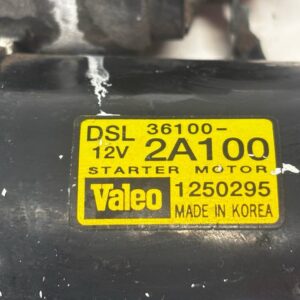 DSL 36100-
12V 2A100
STARTER MOTOR
Valeo 1250295
MADE IN KOREA